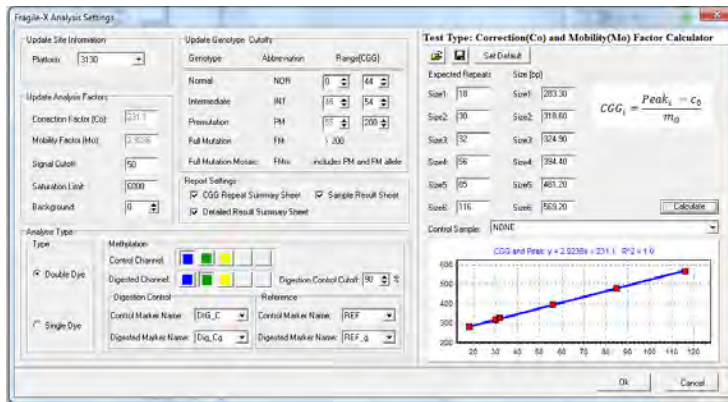 Fragile-X Analysis Settings
Update Site Information
Platform: 3130
Update Analysis Factors
Correction Factor (Co): 231.1
Mobility Factor (Mo):
Signal Cutoff: 50
Saturation Limit: 6000
Background: 0
Update Genotype Cutoffs
Genotype Abbreviation Range(CGG)
Normal NOR 0 44
Intermediate INT 54
Premutation PM 55 200
Full Mutation FM > 200
Full Mutation Mosaic FMm includes PM and FM allele
Report Settings
CGG Repeat Summary Sheet Sample Result Sheet
Detailed Result Summary Sheet
Analysis Type
Type
Double Dye
Single Dye
Methylation
Control Channel:
Digested Channel: Digestion Control Cutoff: 90 %
Digestion Control
Control Marker Name: DIG_C
Digested Marker Name: Dig_Cg
Reference
Control Marker Name: REF
Digested Marker Name: REF_g
Test Type: Correction(Co) and Mobility(Mo) Factor Calculator
Set Default
Expected Repeats Size (bp)
Size1: 18 Size1: 283.30
Size2: 30 Size2: 318.60
Size3: 32 Size3: 324.90
Size4: 56 Size4: 394.40
Size5: 85 Size5: 481.20
Size6: 116 Size6: 569.20
CGGᵢ = (Peakᵢ − c₀) / m₀
Calculate
Control Sample: NONE
CGG and Peak: y = 2.9238x + 231.1 R^2 = 1.0
600
500
400
300
200
20 30 40 50 60 70 80 90 100 110 120
Ok Cancel